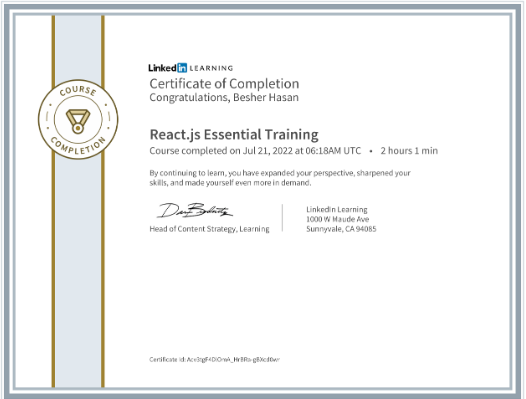 COURSE
COMPLETION
Linked in LEARNING
Certificate of Completion
Congratulations, Besher Hasan
React.js Essential Training
Course completed on Jul 21, 2022 at 06:18AM UTC • 2 hours 1 min
By continuing to learn, you have expanded your perspective, sharpened your
skills, and made yourself even more in demand.
Head of Content Strategy, Learning
LinkedIn Learning
1000 W Maude Ave
Sunnyvale, CA 94085
Certificate Id: